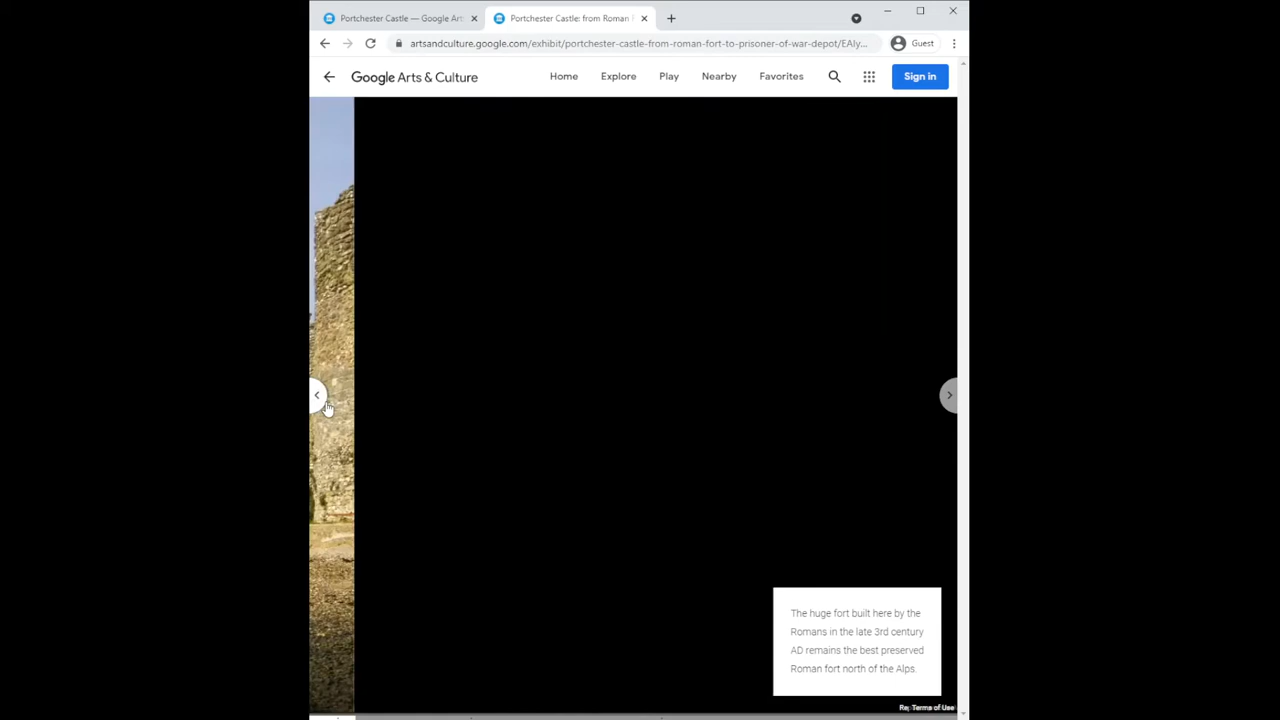 Portchester Castle — Google Art
Portchester Castle: from Roman F
artsandculture.google.com/exhibit/portchester-castle-from-roman-fort-to-prisoner-of-war-depot/EAIy...
Guest
Google Arts & Culture
Home
Explore
Play
Nearby
Favorites
Sign in
The huge fort built here by the
Romans in the late 3rd century
AD remains the best preserved
Roman fort north of the Alps.
Terms of Use